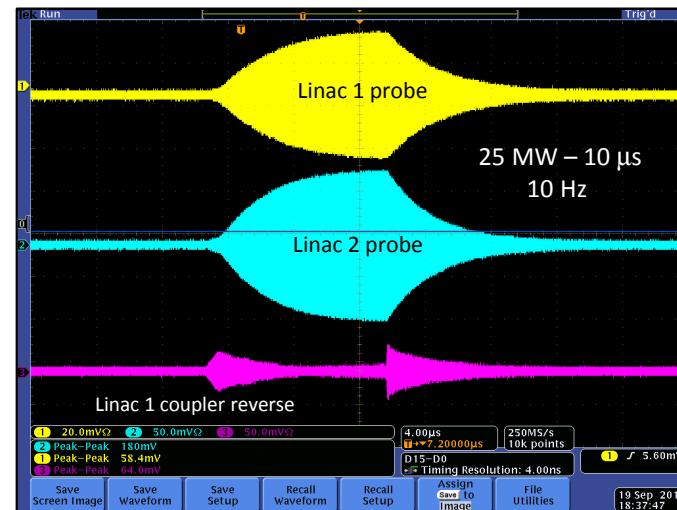 Tek Run Trig'd
T
T
1
Linac 1 probe
25 MW – 10 µs
10 Hz
0
2 Linac 2 probe
3
Linac 1 coupler reverse
1 20.0mVΩ 2 50.0mVΩ 3 50.0mVΩ
4.00µs
T→▼7.20000µs
250MS/s
10k points
2 Peak-Peak 180mV
1 Peak-Peak 58.4mV
3 Peak-Peak 64.0mV
D15-D0
Timing Resolution: 4.00ns
1 5.60m
Save Screen Image
Save Waveform
Save Setup
Recall Waveform
Recall Setup
Assign Save to Image
File Utilities
19 Sep 201
18:37:47